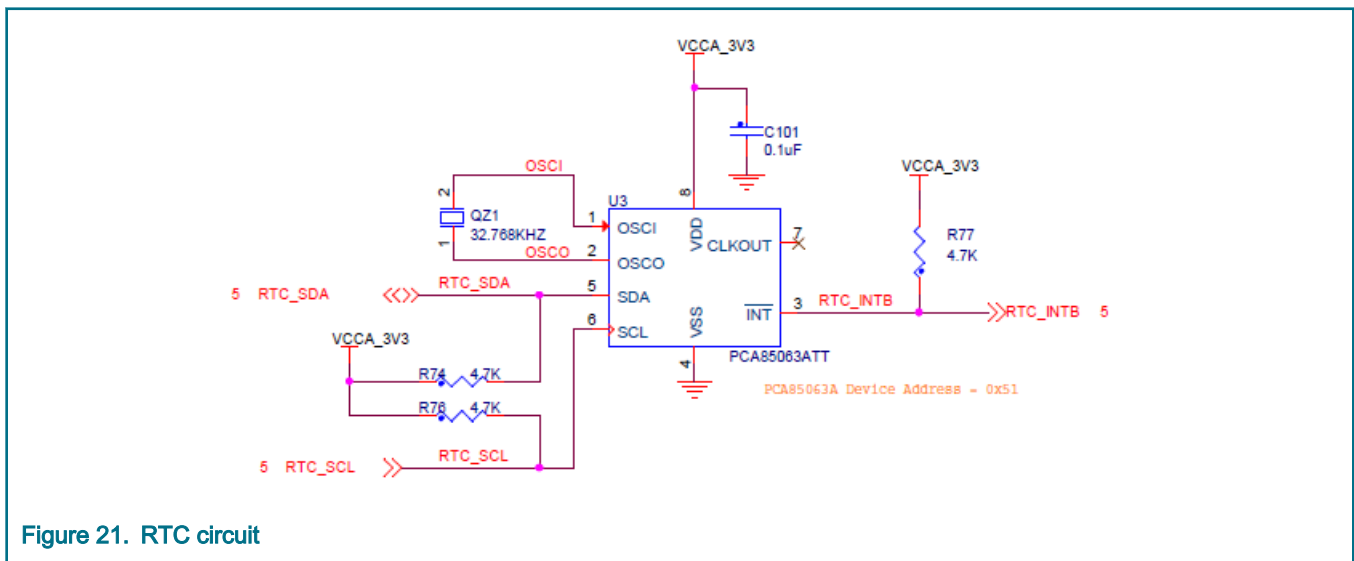 VCCA_3V3
C101
0.1uF
VCCA_3V3
OSCI
2
QZ1
32.768KHZ
1
OSCO
U3
1
OSCI
2
OSCO
5
SDA
6
SCL
8
VDD
CLKOUT
7
VSS
4
INT
3
RTC_INTB
R77
4.7K
RTC_INTB 5
PCA85063ATT
PCA85063A Device Address - 0x51
5 RTC_SDA
RTC_SDA
VCCA_3V3
R74 4.7K
R76 4.7K
5 RTC_SCL
RTC_SCL
Figure 21. RTC circuit